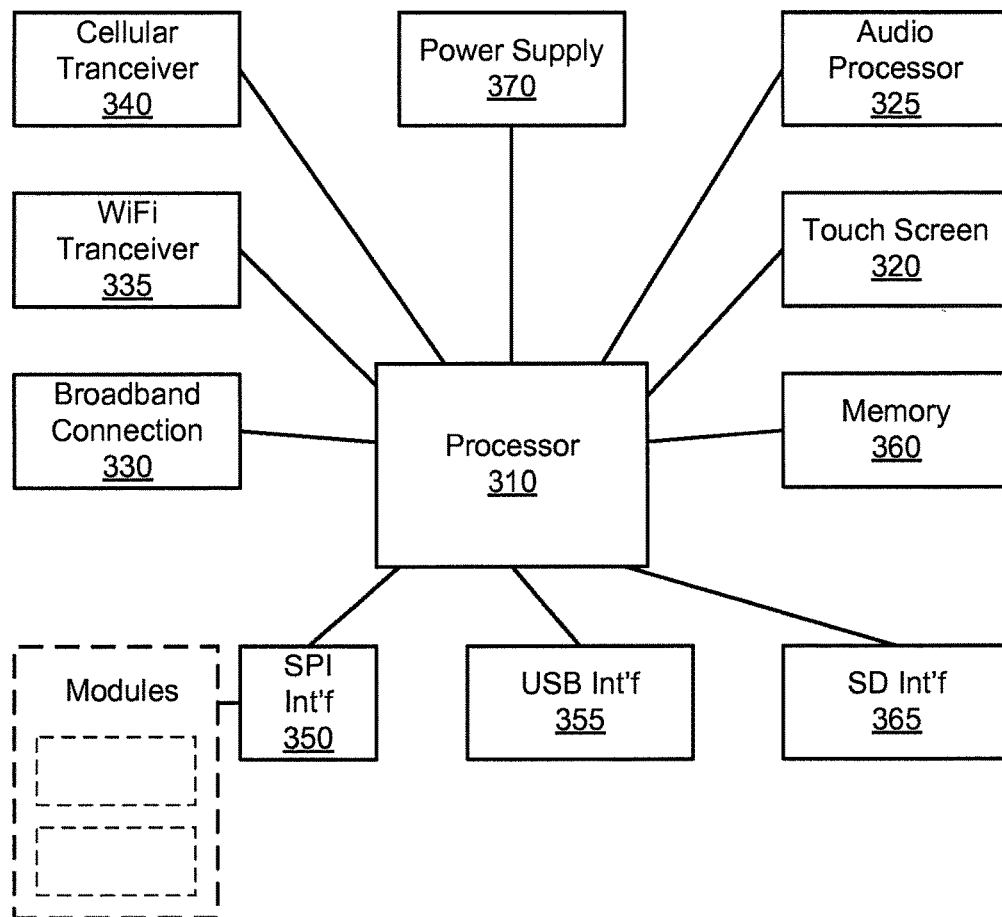 Cellular
Tranceiver
340
Power Supply
370
Audio
Processor
325
WiFi
Tranceiver
335
Touch Screen
320
Broadband
Connection
330
Processor
310
Memory
360
Modules
SPI
Int'f
350
USB Int'f
355
SD Int'f
365